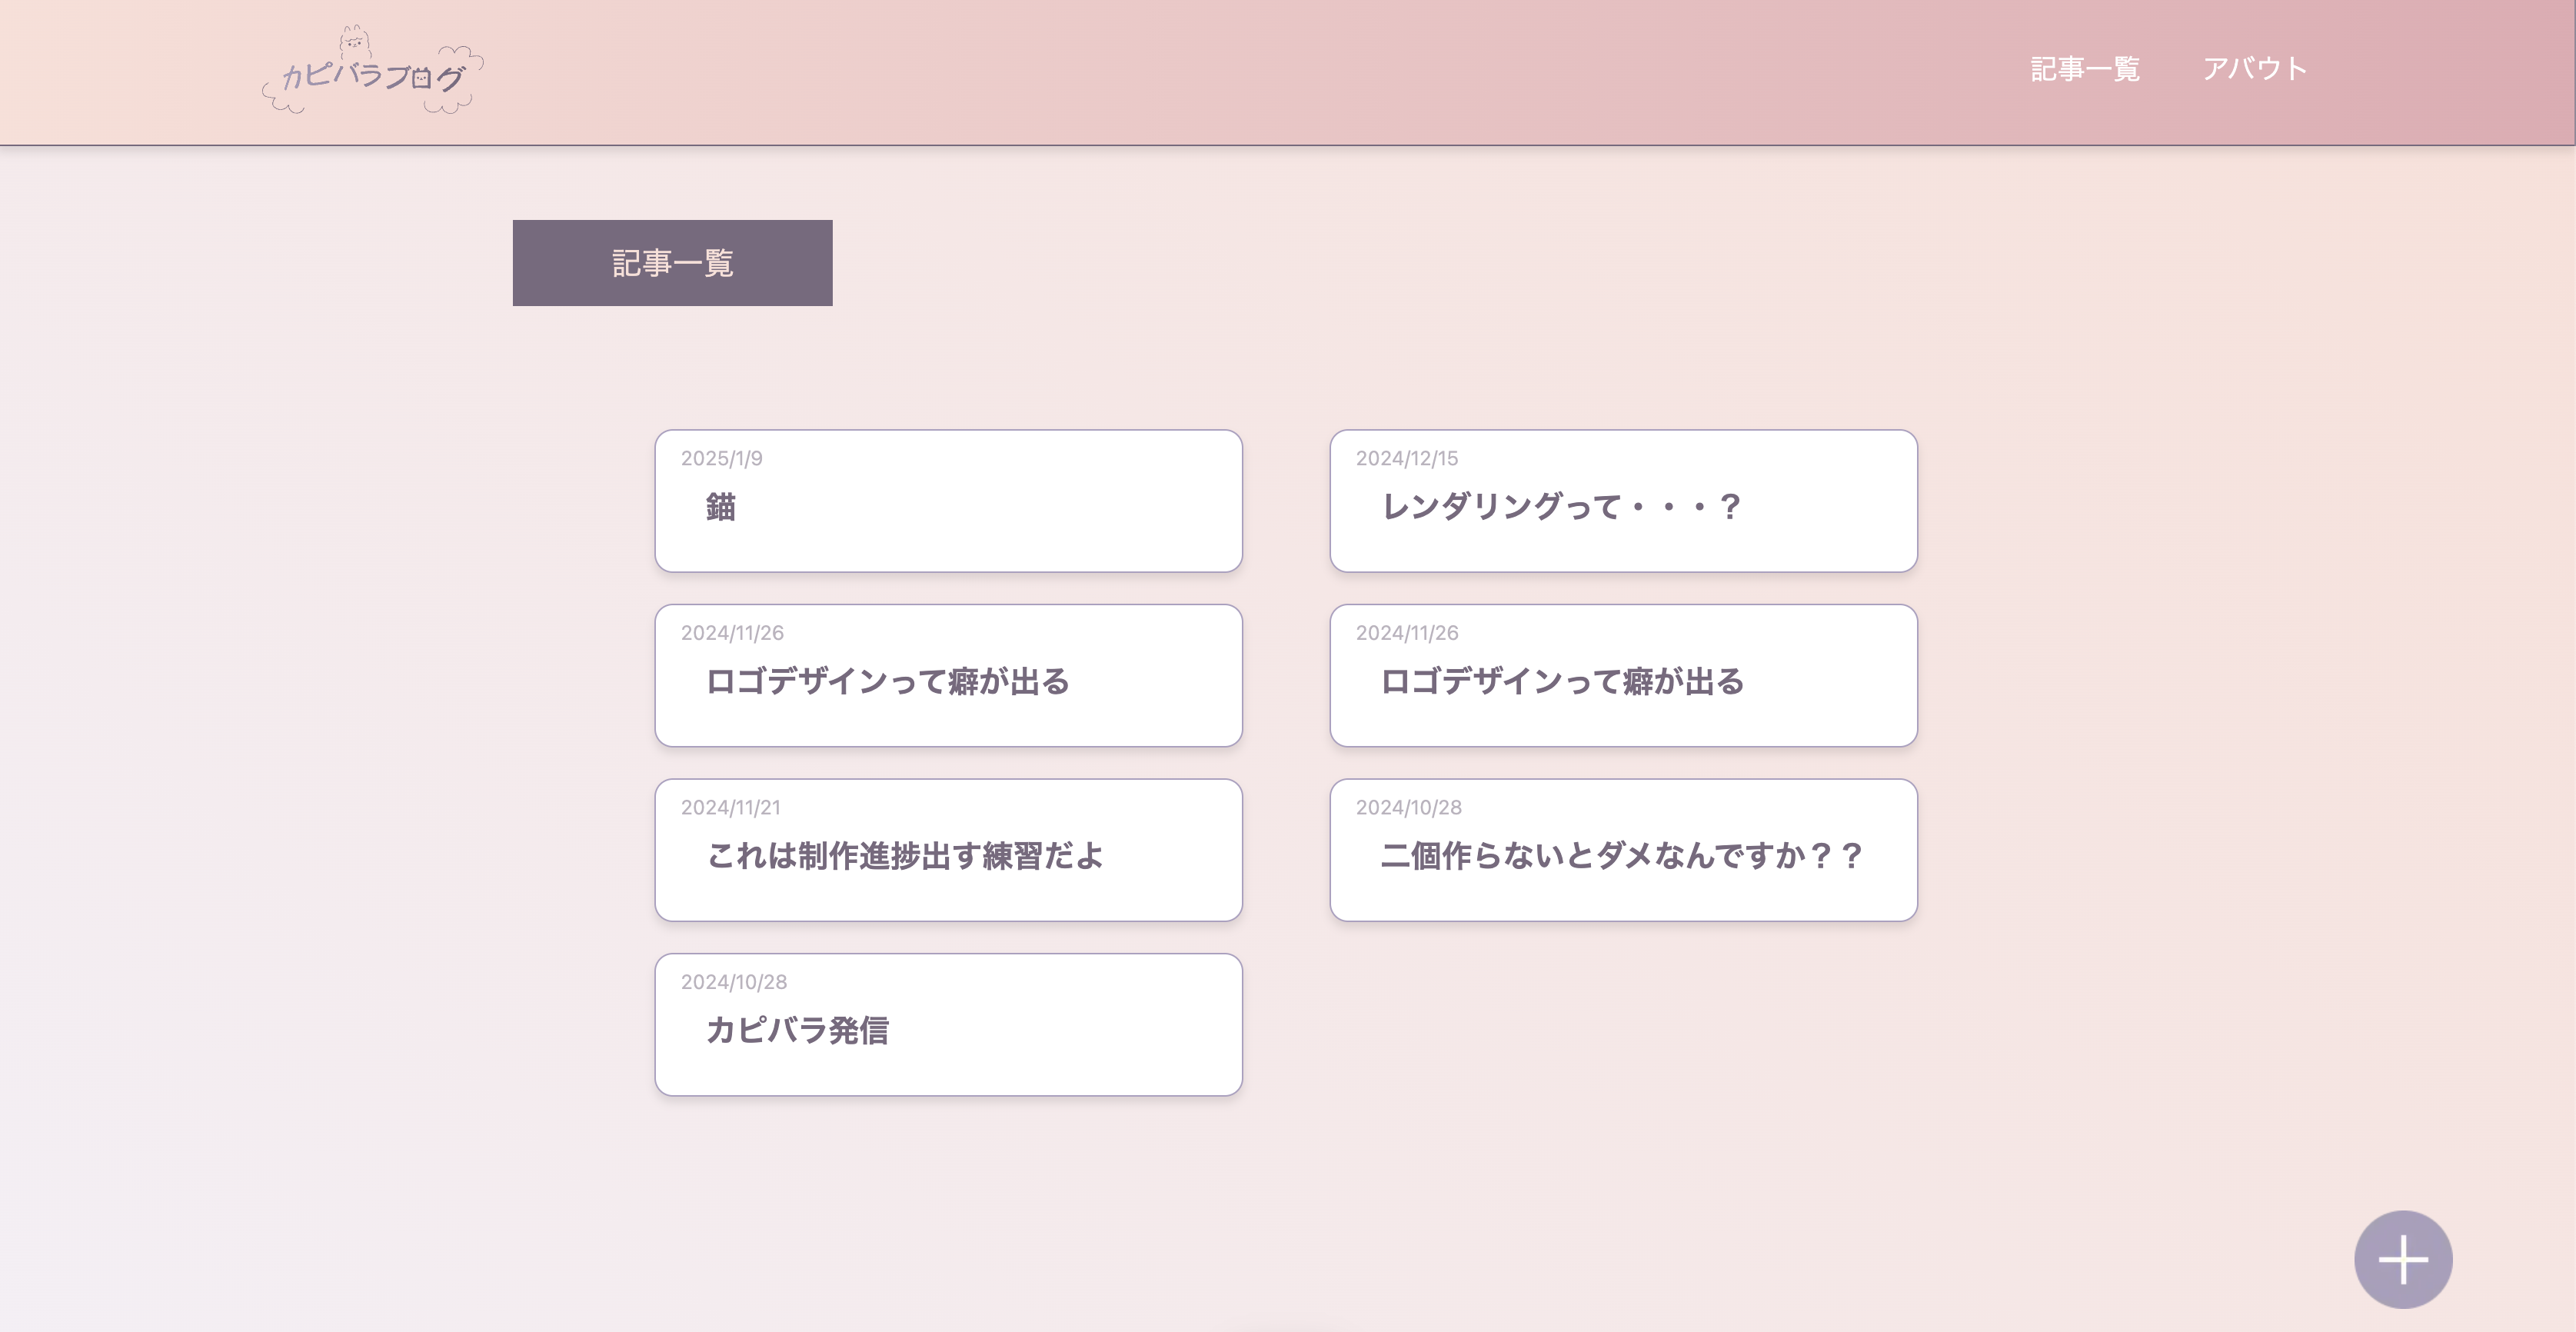 カピバラブログ
記事一覧
アバウト
記事一覧
2025/1/9
錨
2024/12/15
レンダリングって・・・？
2024/11/26
ロゴデザインって癖が出る
2024/11/26
ロゴデザインって癖が出る
2024/11/21
これは制作進捗出す練習だよ
2024/10/28
二個作らないとダメなんですか？？
2024/10/28
カピバラ発信